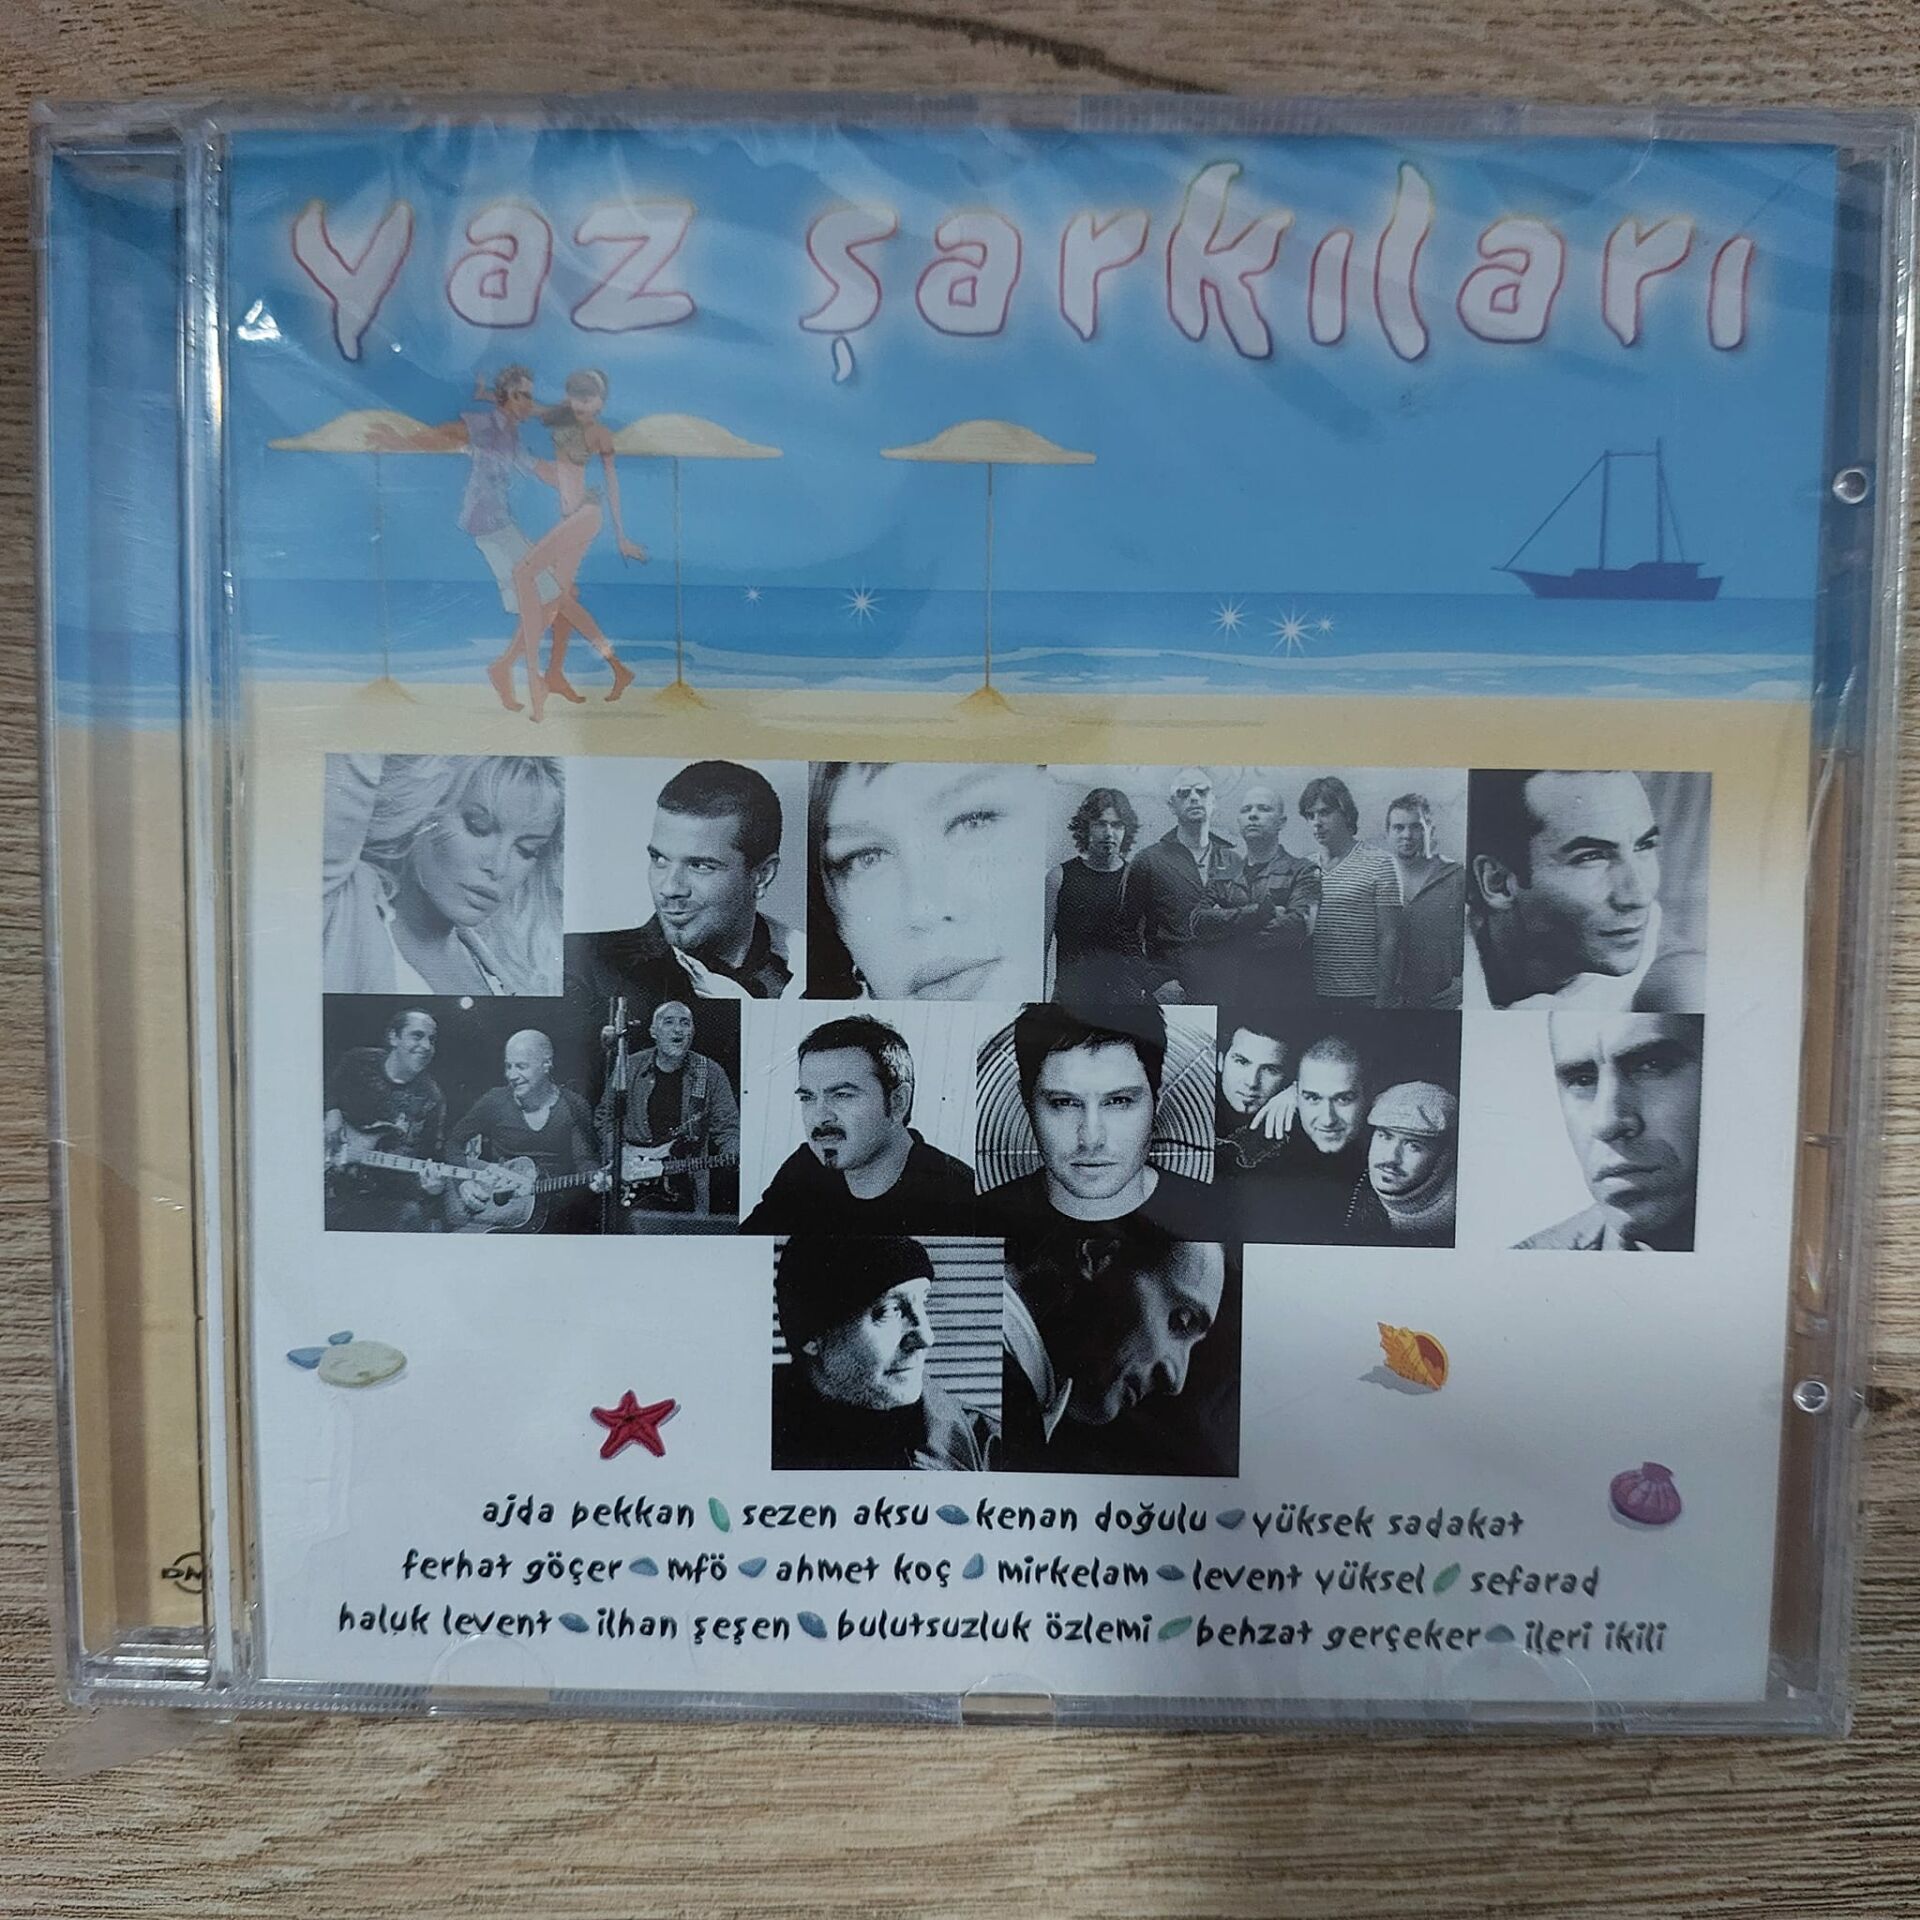 yaz şarkıları
ajda pekkan sezen aksu kenan doğulu yüksek sadakat
ferhat göçer mfö ahmet koç mirkelam levent yüksel sefarad
haluk levent ilhan şeşen bulutsuzluk özlemi behzat gerçeker ileri ikili